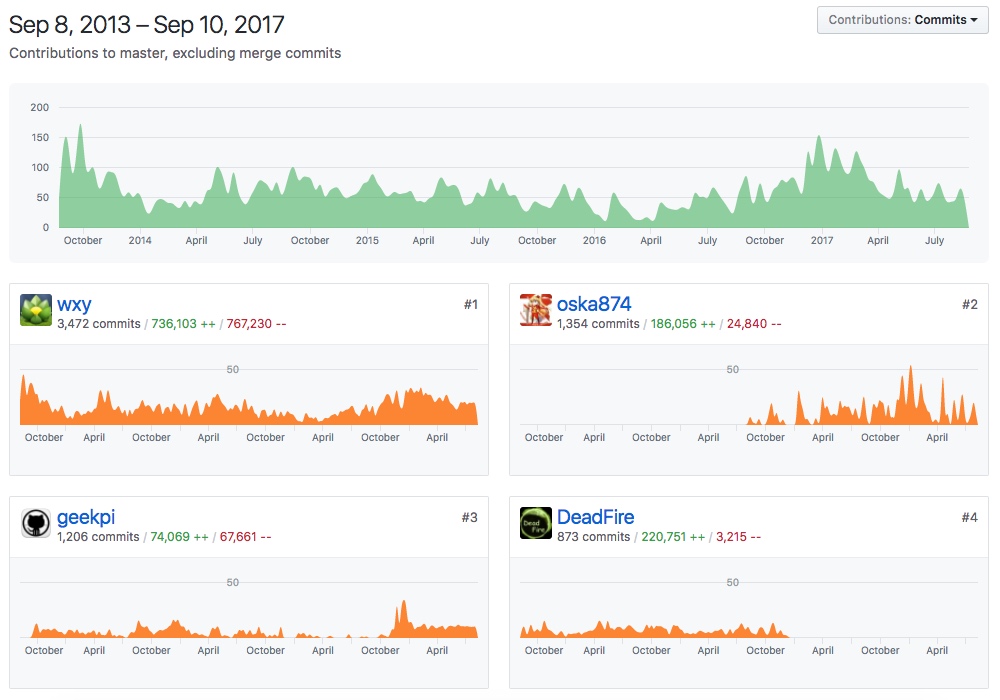 Sep 8, 2013 – Sep 10, 2017
Contributions: Commits
Contributions to master, excluding merge commits
200
150
100
50
0
October 2014 April July October 2015 April July October 2016 April July October 2017 April July
wxy #1
3,472 commits / 736,103 ++ / 767,230 --
50
October April October April October April October April
oska874 #2
1,354 commits / 186,056 ++ / 24,840 --
50
October April October April October April October April
geekpi #3
1,206 commits / 74,069 ++ / 67,661 --
50
October April October April October April October April
Dead
Fire
DeadFire #4
873 commits / 220,751 ++ / 3,215 --
50
October April October April October April October April